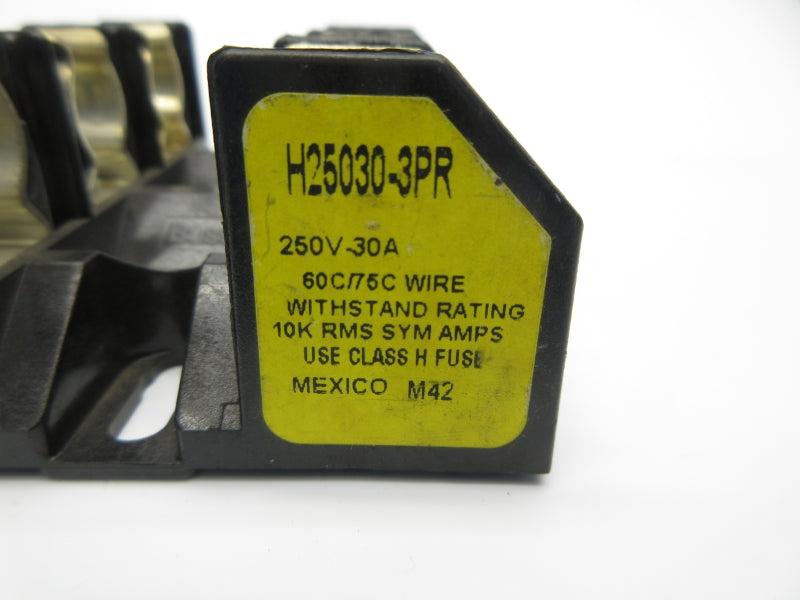 H25030-3PR
250V-30A
60C/75C WIRE
WITHSTAND RATING
10K RMS SYM AMPS
USE CLASS H FUSE
MEXICO M42